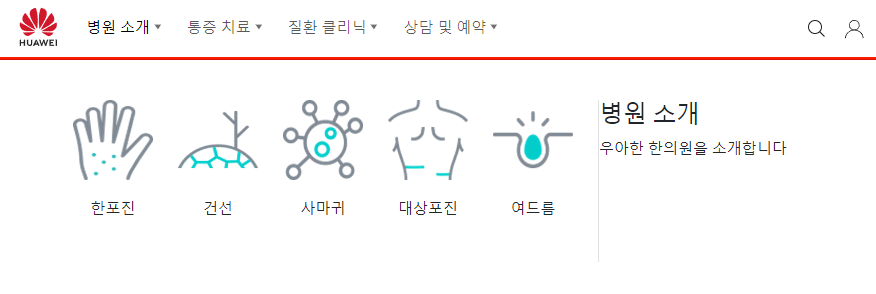 HUAWEI
병원 소개 통증 치료 질환 클리닉 상담 및 예약
한포진 건선 사마귀 대상포진 여드름
병원 소개
우아한 한의원을 소개합니다